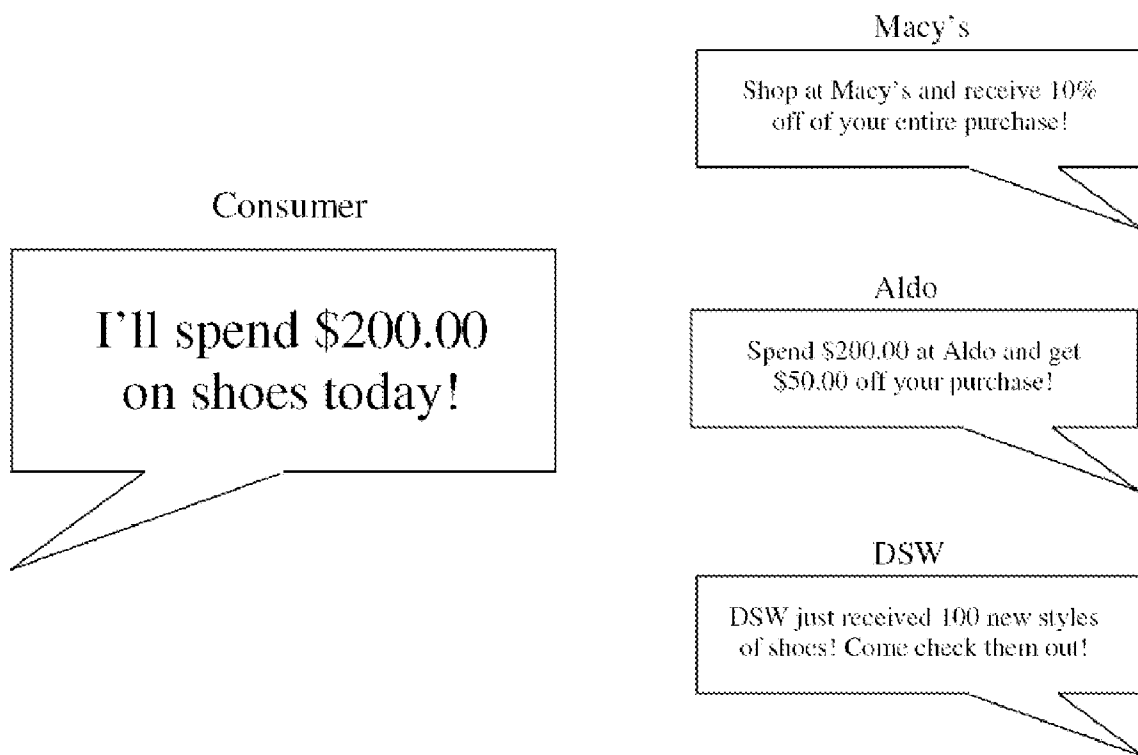 Consumer
I'll spend $200.00
on shoes today!
Macy's
Shop at Macy's and receive 10%
off of your entire purchase!
Aldo
Spend $200.00 at Aldo and get
$50.00 off your purchase!
DSW
DSW just received 100 new styles
of shoes! Come check them out!